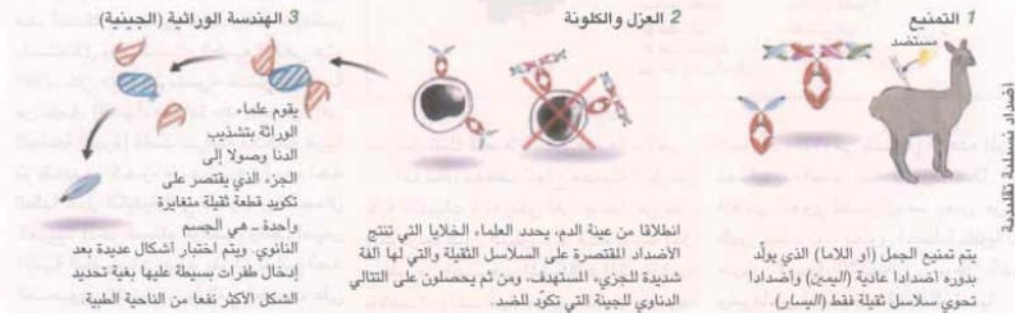 1 التمنيع
مستضد
يتم تمنيع الجمل (أو اللاما) الذي يولّد
بدوره أضدادا عادية (اليمين) وأضدادا
تحوي سلاسل ثقيلة فقط (اليسار)
2 العزل والكلونة
انطلاقا من عينة الدم، يحدد العلماء الخلايا التي تنتج
الأضداد المقتصرة على السلاسل الثقيلة والتي لها ألفة
شديدة للجزيء المستهدف، ومن ثم يحصلون على التتالي
الدناوي للجينة التي تكوّد للضد
3 الهندسة الوراثية (الجينية)
يقوم علماء
الوراثة بتشذيب
الدنا وصولا إلى
الجزء الذي يقتصر على
تكويد قطعة ثقيلة متغايرة
واحدة - هي الجسم
النانوي. ويتم اختبار أشكال عديدة بعد
إدخال طفرات بسيطة عليها بغية تحديد
الشكل الأكثر نفعا من الناحية الطبية
أضداد نسيلية تقليدية